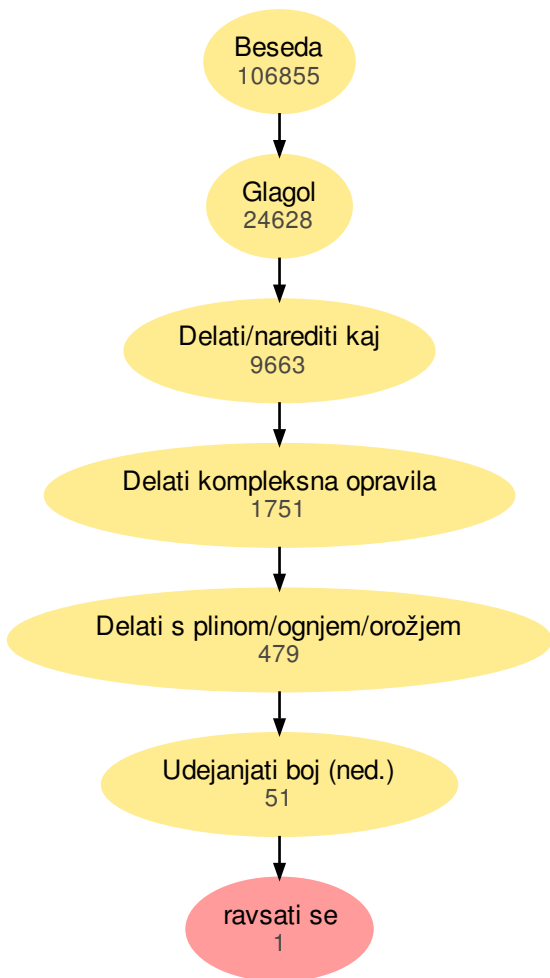 Beseda
106855
Glagol
24628
Delati/narediti kaj
9663
Delati kompleksna opravila
1751
Delati s plinom/ognjem/orožjem
479
Udejanjati boj (ned.)
51
ravsati se
1